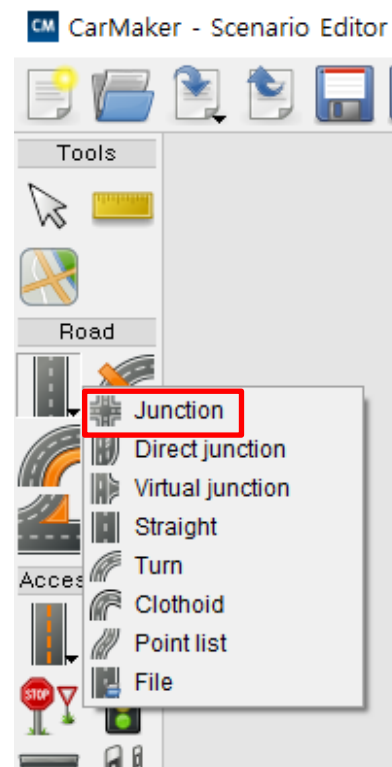 CM CarMaker - Scenario Editor
Tools
Road
Junction
Direct junction
Virtual junction
Straight
Turn
Clothoid
Acces
Point list
File
STOP